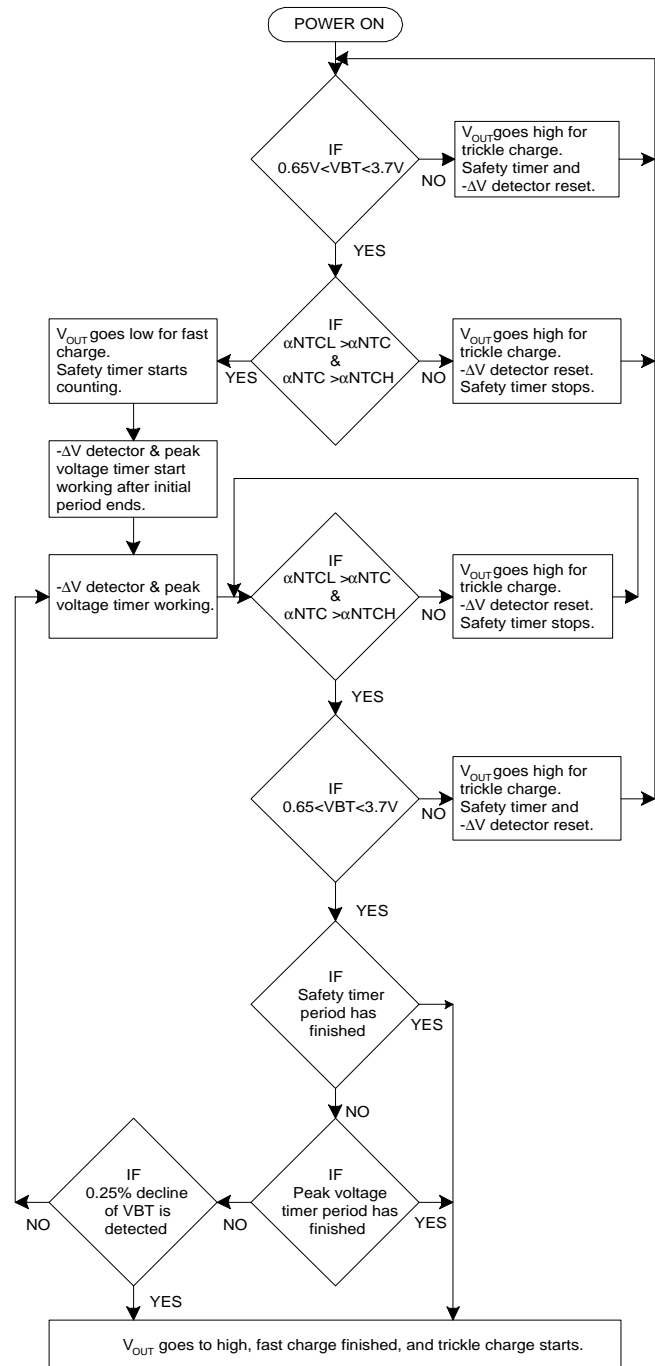 POWER ON
IF
0.65V<VBT<3.7V
NO
V_OUT goes high for
trickle charge.
Safety timer and
-ΔV detector reset.
YES
V_OUT goes low for fast
charge.
Safety timer starts
counting.
YES
IF
αNTCL >αNTC
&
αNTC >αNTCH
NO
V_OUT goes high for
trickle charge.
-ΔV detector reset.
Safety timer stops.
-ΔV detector & peak
voltage timer start
working after initial
period ends.
-ΔV detector & peak
voltage timer working.
IF
αNTCL >αNTC
&
αNTC >αNTCH
NO
V_OUT goes high for
trickle charge.
-ΔV detector reset.
Safety timer stops.
YES
IF
0.65<VBT<3.7V
NO
V_OUT goes high for
trickle charge.
Safety timer and
-ΔV detector reset.
YES
IF
Safety timer
period has
finished
YES
NO
IF
0.25% decline
of VBT is
detected
NO
NO
IF
Peak voltage
timer period has
finished
YES
YES
V_OUT goes to high, fast charge finished, and trickle charge starts.